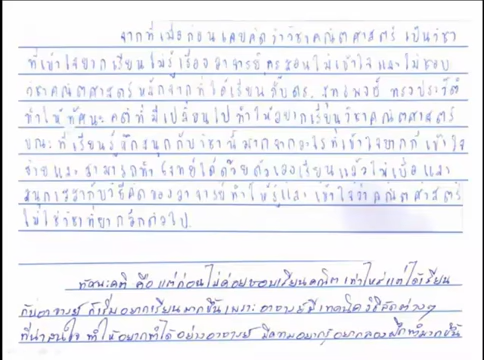 จากที่เมื่อก่อนเคยคิดว่าวิชาคณิตศาสตร์ เป็นวิชา
ที่เข้าใจยากเรียนไม่รู้เรื่อง อาจารย์ สอนไม่เข้าใจ และไม่ชอบ
วิชาคณิตศาสตร์ หลักจากที่ได้เรียนกับดร.
ทำให้ทัศนะคติที่มีเปลี่ยนไป ทำให้อยากเรียนวิชาคณิตศาสตร์
ขณะที่เรียนรู้สึกสนุกกับวิชานี้มากจากอะไรที่เข้าใจยากก็เข้าใจ
ง่ายและสามารถทำโจทย์ได้ด้วยตัวเองเรียนแล้วไม่เบื่อและ
สนุก กับวิธีคิดของอาจารย์ทำให้รู้และเข้าใจว่าคณิตศาสตร์
ไม่ใช่วิชาที่ยากอีกต่อไป
ทัศนะคติ คือ แต่ก่อนไม่ค่อยชอบเรียนคณิตเท่าไหร่แต่ได้เรียน
กับอาจารย์ ก็เริ่มอยากเรียนมากขึ้นเพราะ อาจารย์มีเทคนิควิธีคิดต่างๆ
ที่น่าสนใจ ทำให้อยากทำได้อย่างอาจารย์ มีความอยากรู้อยากลองฝึกทำมากขึ้น